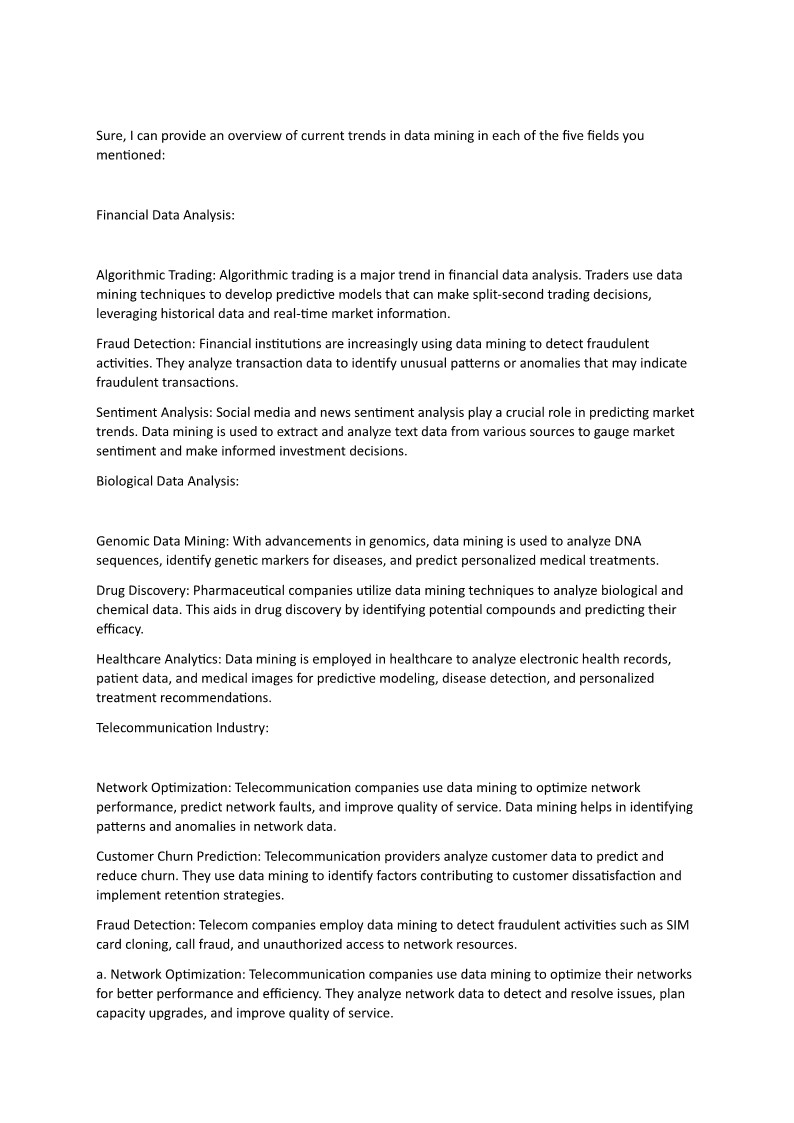 Sure, I can provide an overview of current trends in data mining in each of the five fields you
mentioned:
Financial Data Analysis:
Algorithmic Trading: Algorithmic trading is a major trend in financial data analysis. Traders use data
mining techniques to develop predictive models that can make split-second trading decisions,
leveraging historical data and real-time market information.
Fraud Detection: Financial institutions are increasingly using data mining to detect fraudulent
activities. They analyze transaction data to identify unusual patterns or anomalies that may indicate
fraudulent transactions.
Sentiment Analysis: Social media and news sentiment analysis play a crucial role in predicting market
trends. Data mining is used to extract and analyze text data from various sources to gauge market
sentiment and make informed investment decisions.
Biological Data Analysis:
Genomic Data Mining: With advancements in genomics, data mining is used to analyze DNA
sequences, identify genetic markers for diseases, and predict personalized medical treatments.
Drug Discovery: Pharmaceutical companies utilize data mining techniques to analyze biological and
chemical data. This aids in drug discovery by identifying potential compounds and predicting their
efficacy.
Healthcare Analytics: Data mining is employed in healthcare to analyze electronic health records,
patient data, and medical images for predictive modeling, disease detection, and personalized
treatment recommendations.
Telecommunication Industry:
Network Optimization: Telecommunication companies use data mining to optimize network
performance, predict network faults, and improve quality of service. Data mining helps in identifying
patterns and anomalies in network data.
Customer Churn Prediction: Telecommunication providers analyze customer data to predict and
reduce churn. They use data mining to identify factors contributing to customer dissatisfaction and
implement retention strategies.
Fraud Detection: Telecom companies employ data mining to detect fraudulent activities such as SIM
card cloning, call fraud, and unauthorized access to network resources.
a. Network Optimization: Telecommunication companies use data mining to optimize their networks
for better performance and efficiency. They analyze network data to detect and resolve issues, plan
capacity upgrades, and improve quality of service.